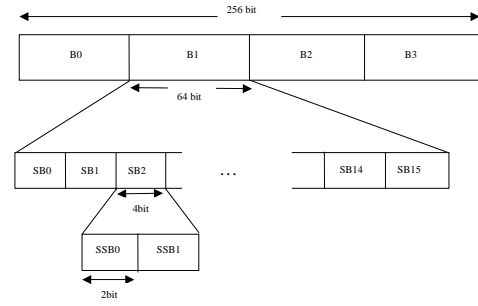 256 bit
B0 B1 B2 B3
64 bit
SB0 SB1 SB2 ... SB14 SB15
4bit
SSB0 SSB1
2bit